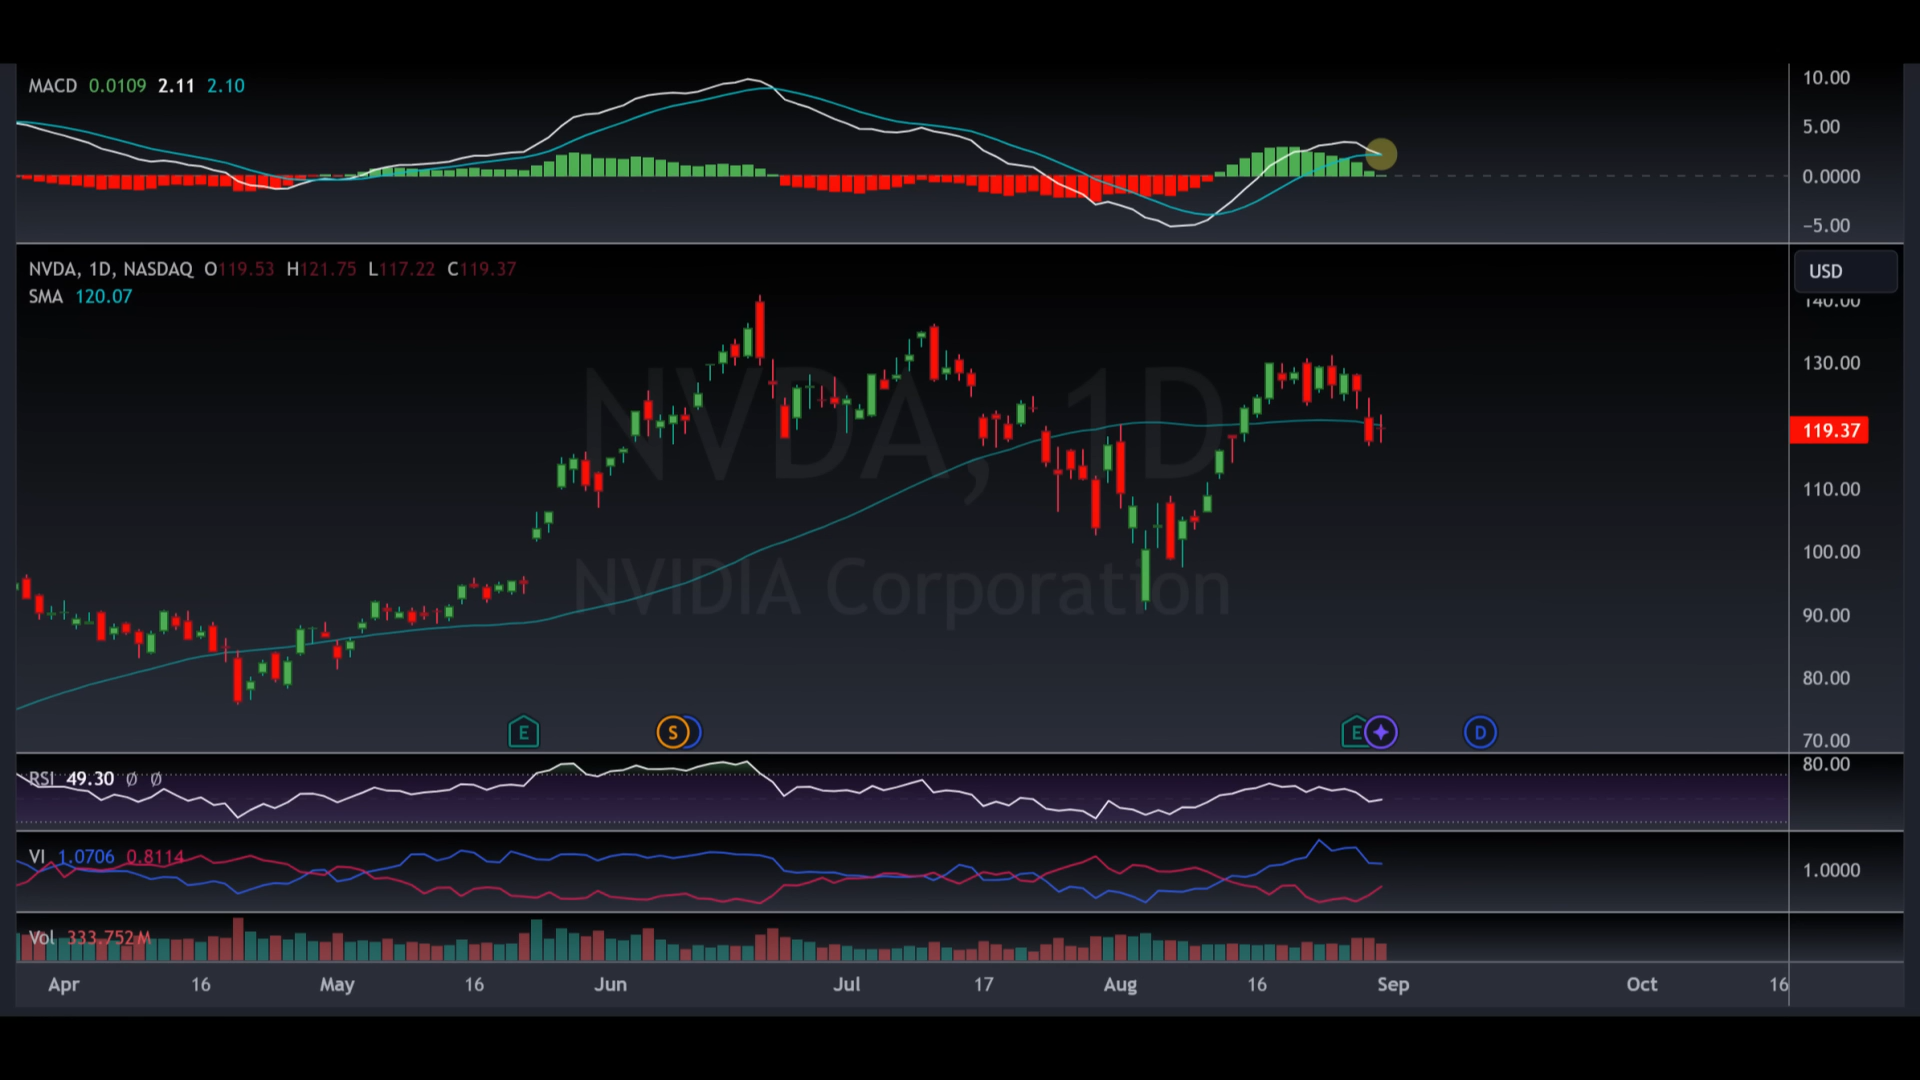 MACD 0.0109 2.11 2.10
10.00
5.00
0.0000
−5.00
NVDA, 1D, NASDAQ O119.53 H121.75 L117.22 C119.37
SMA 120.07
USD
140.00
130.00
119.37
110.00
100.00
90.00
80.00
70.00
NVDA, 1D
NVIDIA Corporation
E
S
E
D
RSI 49.30 Ø Ø
80.00
VI 1.0706 0.8114
1.0000
Vol 333.752M
Apr 16 May 16 Jun Jul 17 Aug 16 Sep Oct 16